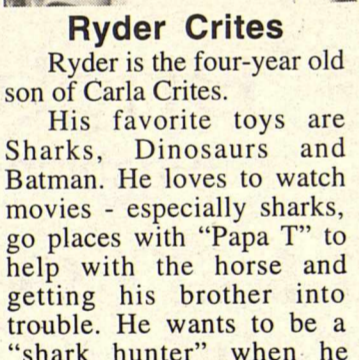 Ryder Crites
Ryder is the four-year old
son of Carla Crites.
His favorite toys are
Sharks, Dinosaurs and
Batman. He loves to watch
movies - especially sharks,
go places with “Papa T” to
help with the horse and
getting his brother into
trouble. He wants to be a
“shark hunter” when he